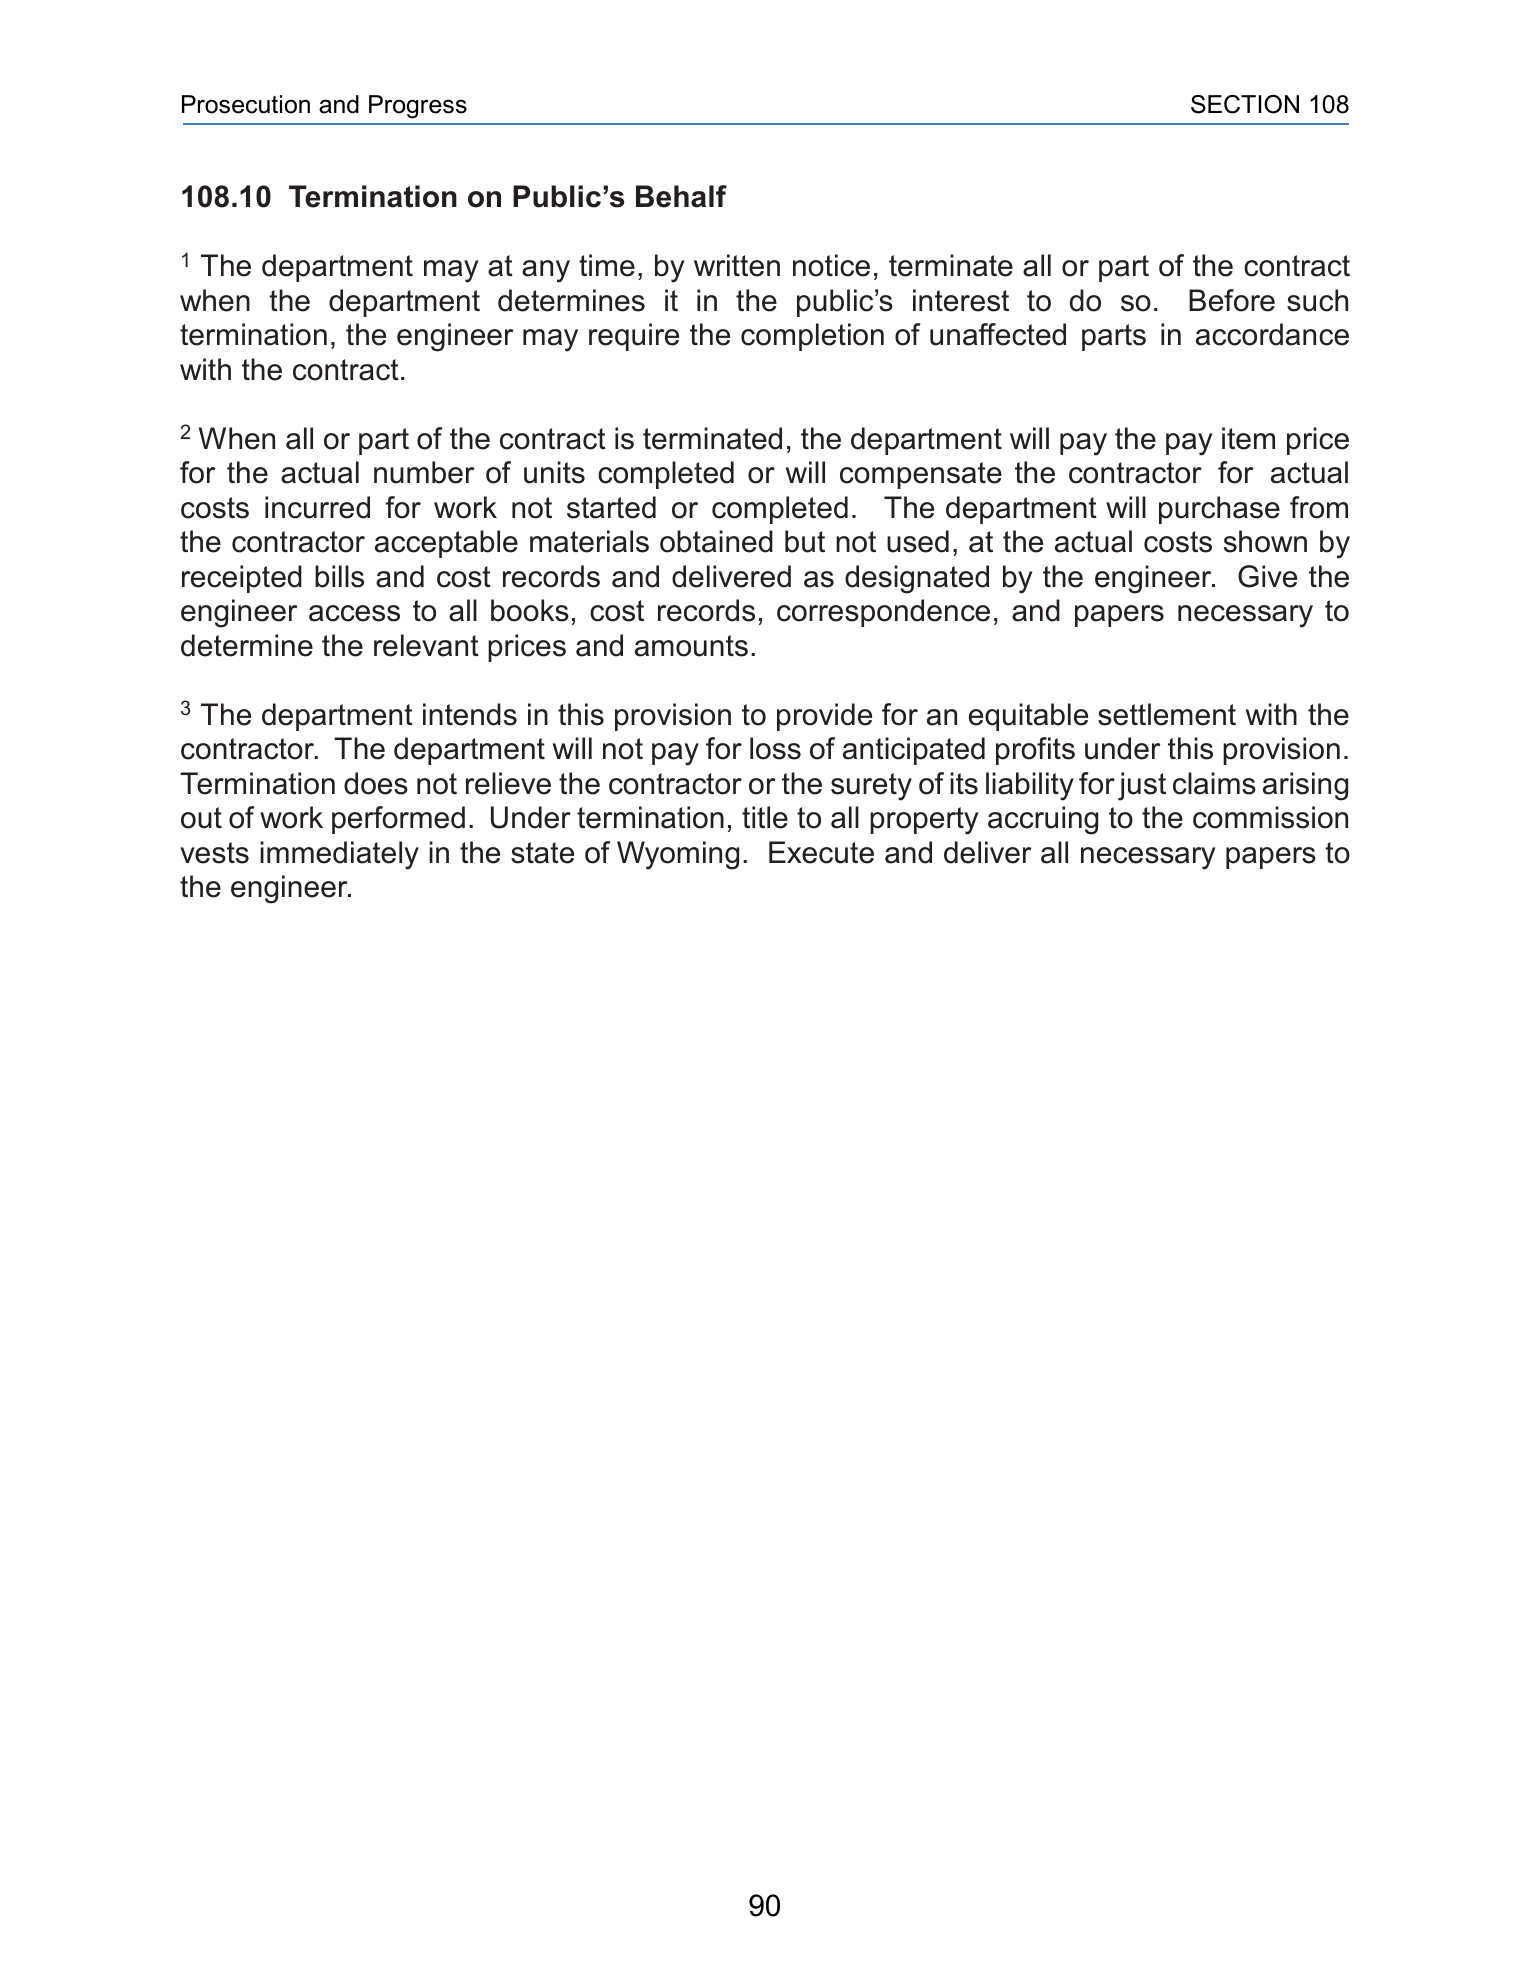 Prosecution and Progress SECTION 108
108.10 Termination on Public’s Behalf
1 The department may at any time, by written notice, terminate all or part of the contract
when the department determines it in the public’s interest to do so. Before such
termination, the engineer may require the completion of unaffected parts in accordance
with the contract.
2 When all or part of the contract is terminated, the department will pay the pay item price
for the actual number of units completed or will compensate the contractor for actual
costs incurred for work not started or completed. The department will purchase from
the contractor acceptable materials obtained but not used, at the actual costs shown by
receipted bills and cost records and delivered as designated by the engineer. Give the
engineer access to all books, cost records, correspondence, and papers necessary to
determine the relevant prices and amounts.
3 The department intends in this provision to provide for an equitable settlement with the
contractor. The department will not pay for loss of anticipated profits under this provision.
Termination does not relieve the contractor or the surety of its liability for just claims arising
out of work performed. Under termination, title to all property accruing to the commission
vests immediately in the state of Wyoming. Execute and deliver all necessary papers to
the engineer.
90